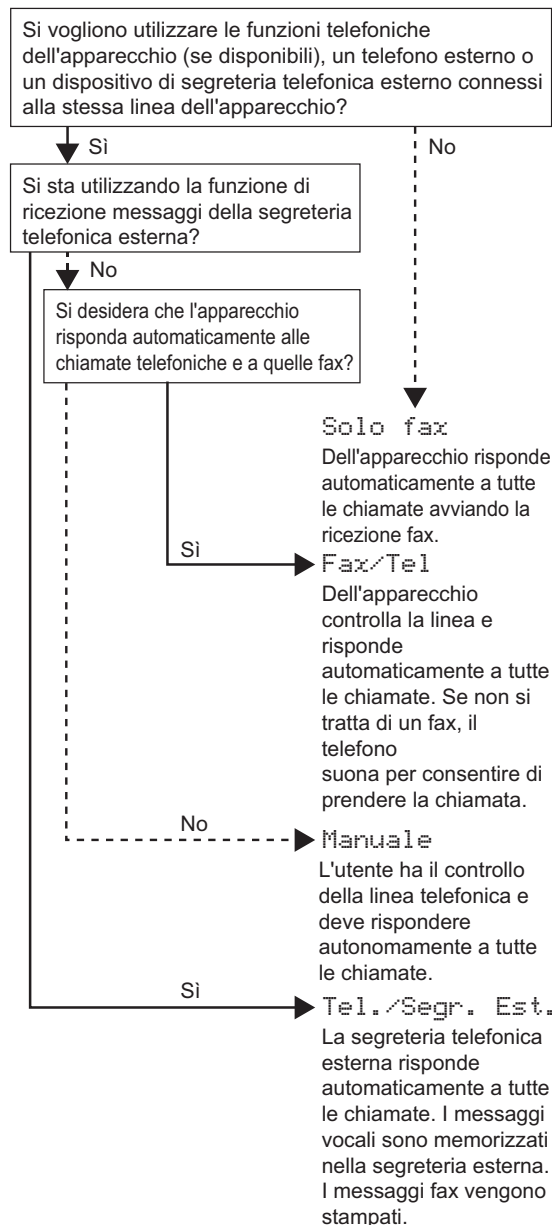 Si vogliono utilizzare le funzioni telefoniche
dell'apparecchio (se disponibili), un telefono esterno o
un dispositivo di segreteria telefonica esterno connessi
alla stessa linea dell'apparecchio?
Sì
No
Si sta utilizzando la funzione di
ricezione messaggi della segreteria
telefonica esterna?
No
Si desidera che l'apparecchio
risponda automaticamente alle
chiamate telefoniche e a quelle fax?
Solo fax
Dell'apparecchio risponde
automaticamente a tutte
le chiamate avviando la
ricezione fax.
Sì
Fax/Tel
Dell'apparecchio
controlla la linea e
risponde
automaticamente a tutte
le chiamate. Se non si
tratta di un fax, il
telefono
suona per consentire di
prendere la chiamata.
No
Manuale
L'utente ha il controllo
della linea telefonica e
deve rispondere
autonomamente a tutte
le chiamate.
Sì
Tel./Segr. Est.
La segreteria telefonica
esterna risponde
automaticamente a tutte
le chiamate. I messaggi
vocali sono memorizzati
nella segreteria esterna.
I messaggi fax vengono
stampati.